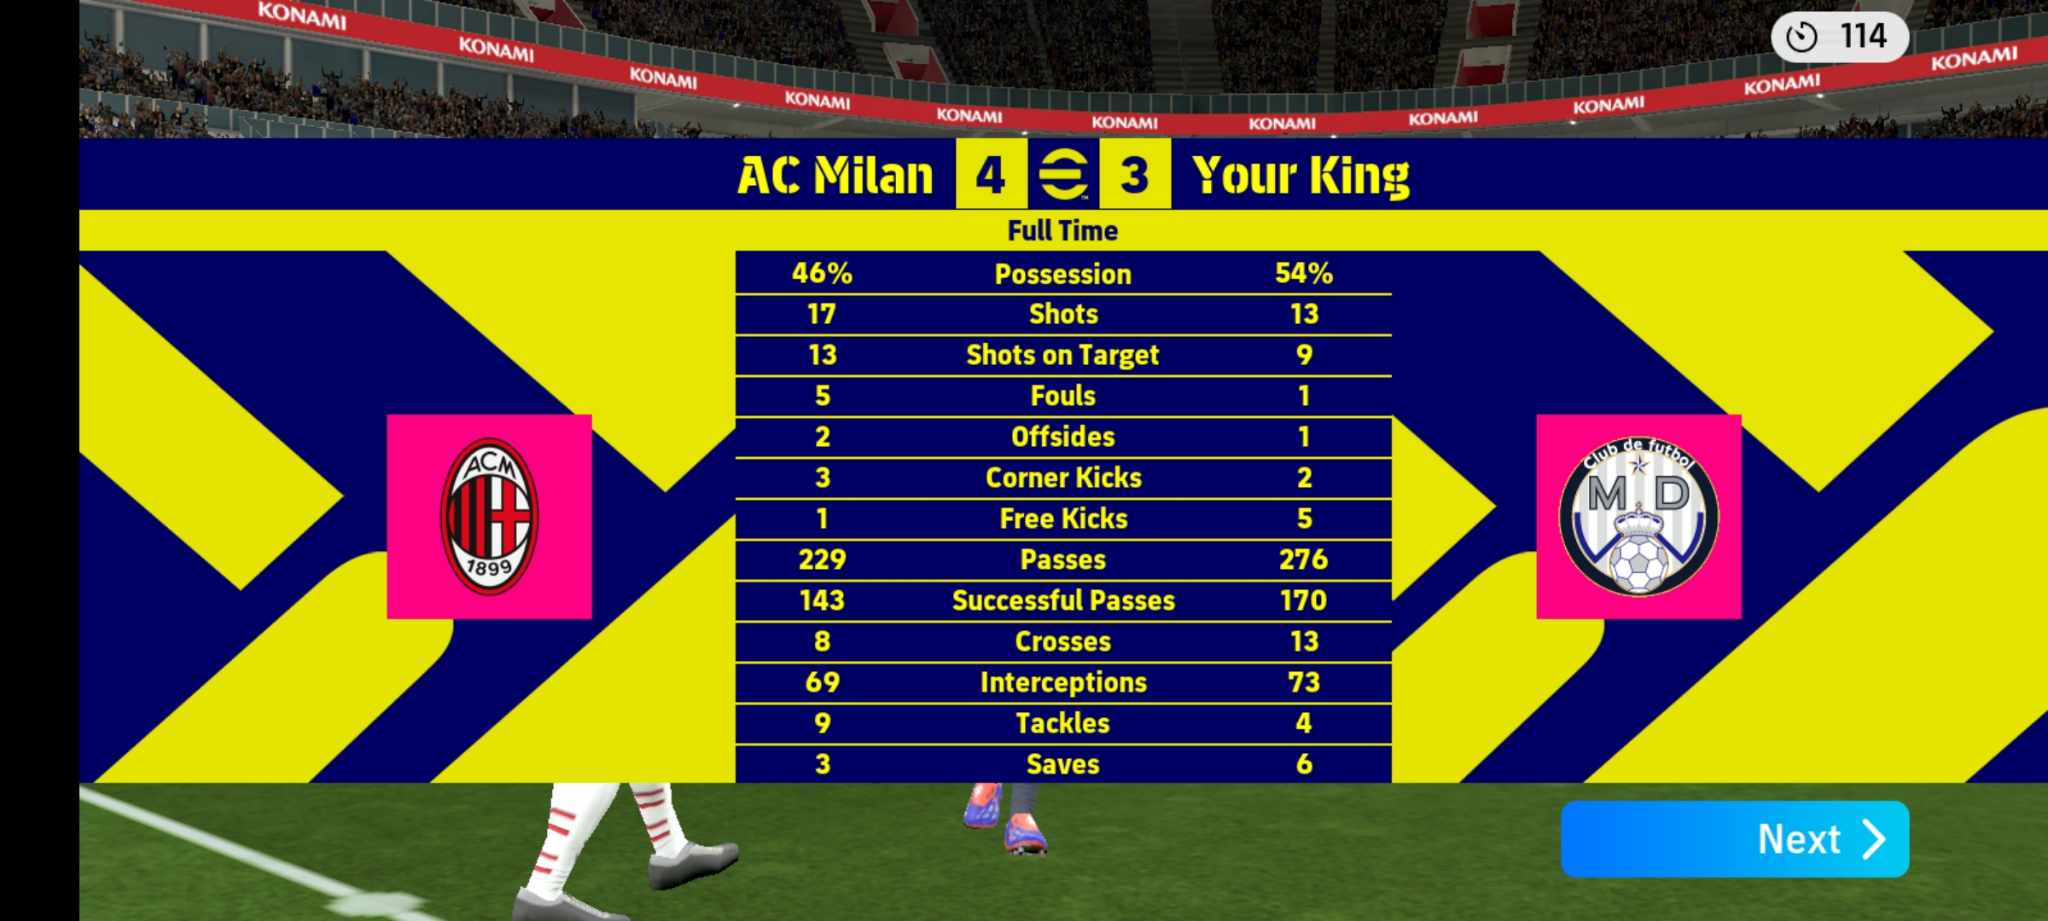 KONAMI KONAMI KONAMI KONAMI KONAMI KONAMI KONAMI KONAMI KONAMI KONAMI KONAMI
114
AC Milan 4 3 Your King
Full Time
46% Possession 54%
17 Shots 13
13 Shots on Target 9
5 Fouls 1
2 Offsides 1
3 Corner Kicks 2
1 Free Kicks 5
229 Passes 276
143 Successful Passes 170
8 Crosses 13
69 Interceptions 73
9 Tackles 4
3 Saves 6
ACM
1899
Club de futbol
M D
Next